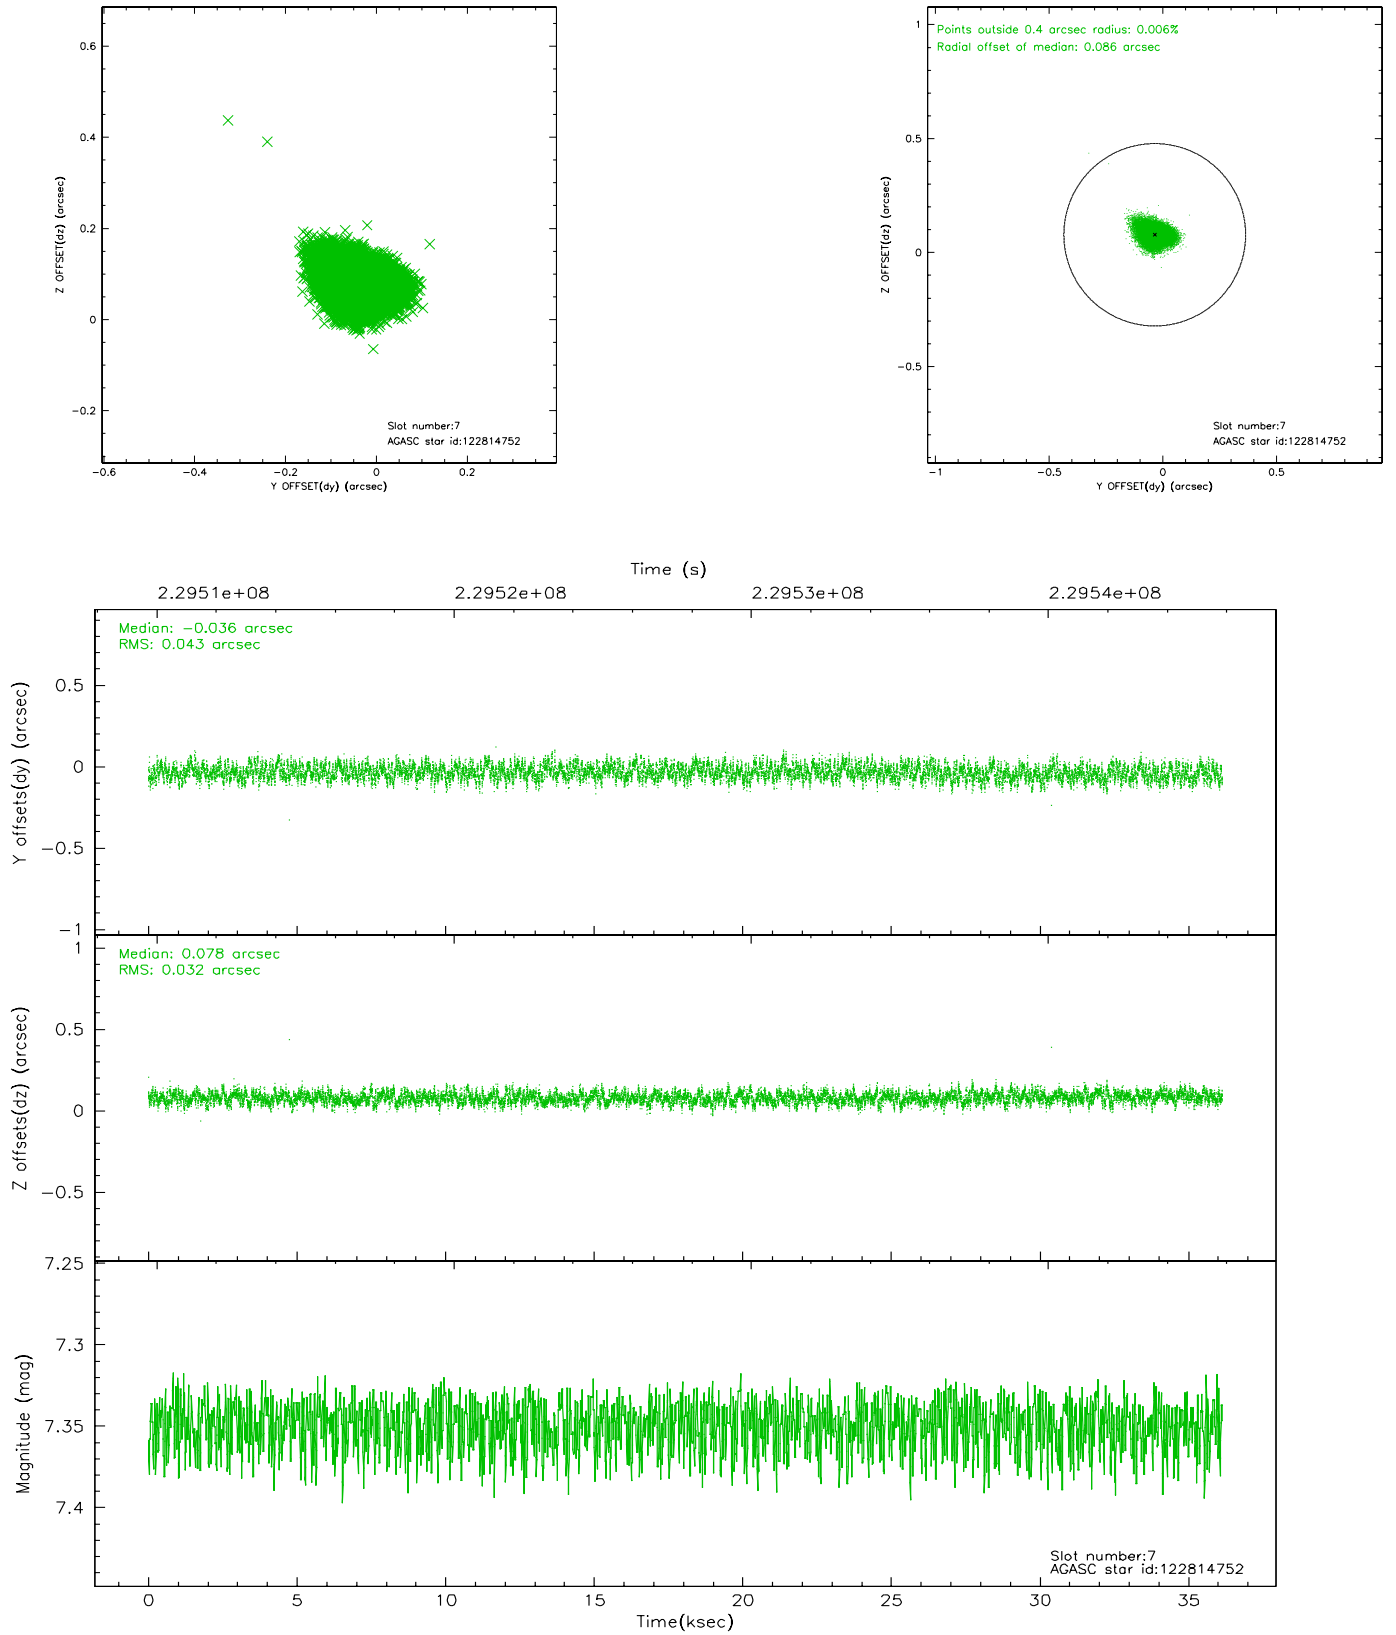 0.6
0.4
0.2
0
−0.2
Z OFFSET(dz) (arcsec)
Slot number:7
AGASC star id:122814752
−0.6 −0.4 −0.2 0 0.2
Y OFFSET(dy) (arcsec)
Points outside 0.4 arcsec radius: 0.006%
Radial offset of median: 0.086 arcsec
1
0.5
0
−0.5
Z OFFSET(dz) (arcsec)
Slot number:7
AGASC star id:122814752
−1 −0.5 0 0.5
Y OFFSET(dy) (arcsec)
Time (s)
2.2951e+08 2.2952e+08 2.2953e+08 2.2954e+08
Median: −0.036 arcsec
RMS: 0.043 arcsec
0.5
0
−0.5
−1
Y offsets(dy) (arcsec)
Median: 0.078 arcsec
RMS: 0.032 arcsec
1
0.5
0
−0.5
Z offsets(dz) (arcsec)
7.25
7.3
7.35
7.4
Magnitude (mag)
Slot number:7
AGASC star id:122814752
0 5 10 15 20 25 30 35
Time(ksec)